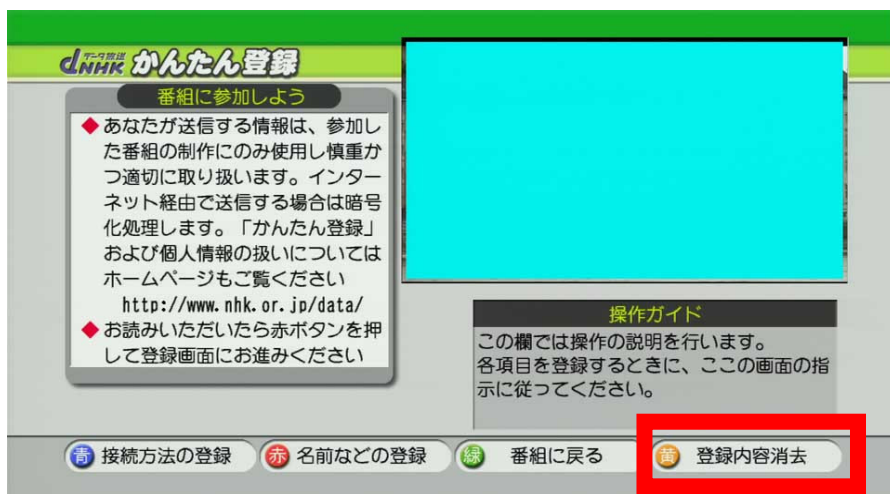 データ放送
dNHK かんたん登録
番組に参加しよう
◆あなたが送信する情報は、参加し
た番組の制作にのみ使用し慎重か
つ適切に取り扱います。インター
ネット経由で送信する場合は暗号
化処理します。「かんたん登録」
および個人情報の扱いについては
ホームページもご覧ください
http://www.nhk.or.jp/data/
◆お読みいただいたら赤ボタンを押
して登録画面にお進みください
操作ガイド
この欄では操作の説明を行います。
各項目を登録するときに、ここの画面の指
示に従ってください。
青 接続方法の登録 赤 名前などの登録 緑 番組に戻る 黄 登録内容消去